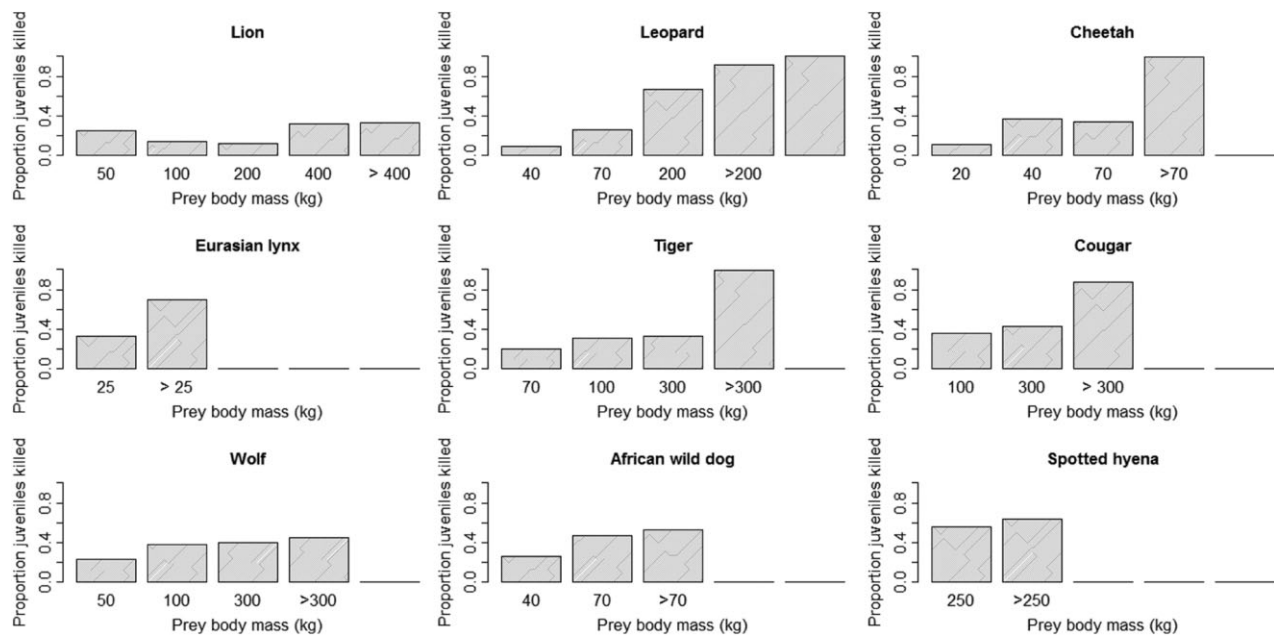 Lion
Proportion juveniles killed
0.0 0.4 0.8
50 100 200 400 > 400
Prey body mass (kg)
Leopard
Proportion juveniles killed
0.0 0.4 0.8
40 70 200 >200
Prey body mass (kg)
Cheetah
Proportion juveniles killed
0.0 0.4 0.8
20 40 70 >70
Prey body mass (kg)
Eurasian lynx
Proportion juveniles killed
0.0 0.4 0.8
25 > 25
Prey body mass (kg)
Tiger
Proportion juveniles killed
0.0 0.4 0.8
70 100 300 >300
Prey body mass (kg)
Cougar
Proportion juveniles killed
0.0 0.4 0.8
100 300 > 300
Prey body mass (kg)
Wolf
Proportion juveniles killed
0.0 0.4 0.8
50 100 300 >300
Prey body mass (kg)
African wild dog
Proportion juveniles killed
0.0 0.4 0.8
40 70 >70
Prey body mass (kg)
Spotted hyena
Proportion juveniles killed
0.0 0.4 0.8
250 >250
Prey body mass (kg)